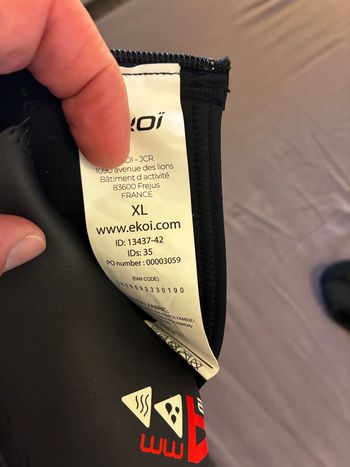 KOÏ
OI - JCR
avenue des lions
Bâtiment d activité
83600 Frejus
FRANCE
XL
www.ekoi.com
ID: 13437-42
IDs: 35
PO number : 00003059
(EAN CODE)
FABRIC